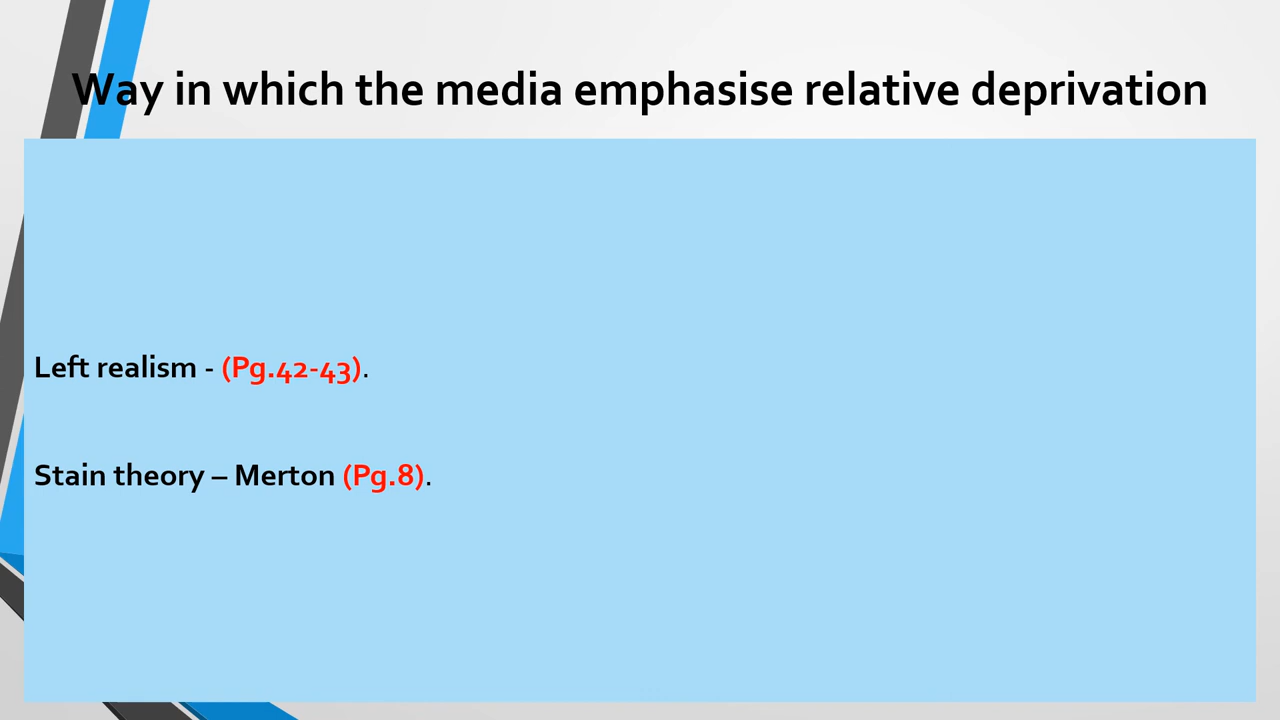 Way in which the media emphasise relative deprivation
Left realism - (Pg.42-43).
Stain theory – Merton (Pg.8).